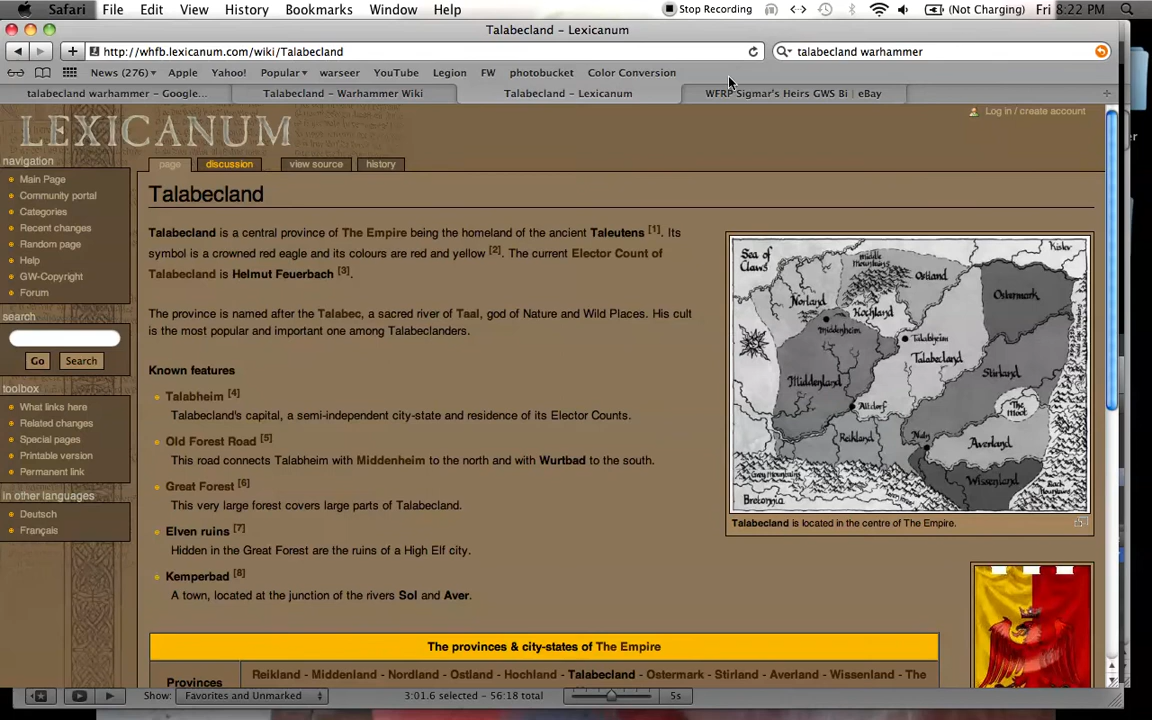 Safari File Edit View History Bookmarks Window Help Stop Recording (Not Charging) Fri 8:22 PM
Talabecland – Lexicanum
http://whfb.lexicanum.com/wiki/Talabecland talabecland warhammer
News (276) Apple Yahoo! Popular warseer YouTube Legion FW photobucket Color Conversion
talabecland warhammer – Google... Talabecland – Warhammer Wiki Talabecland – Lexicanum WFRP Sigmar's Heirs GWS Bi | eBay
LEXICANUM
Log in / create account
page discussion view source history
navigation
Main Page
Community portal
Categories
Recent changes
Random page
Help
GW-Copyright
Forum
search
Go Search
toolbox
What links here
Related changes
Special pages
Printable version
Permanent link
in other languages
Deutsch
Français
Talabecland
Talabecland is a central province of The Empire being the homeland of the ancient Taleutens [1]. Its
symbol is a crowned red eagle and its colours are red and yellow [2]. The current Elector Count of
Talabecland is Helmut Feuerbach [3].
The province is named after the Talabec, a sacred river of Taal, god of Nature and Wild Places. His cult
is the most popular and important one among Talabeclanders.
Known features
Talabheim [4]
Talabecland's capital, a semi-independent city-state and residence of its Elector Counts.
Old Forest Road [5]
This road connects Talabheim with Middenheim to the north and with Wurtbad to the south.
Great Forest [6]
This very large forest covers large parts of Talabecland.
Elven ruins [7]
Hidden in the Great Forest are the ruins of a High Elf city.
Kemperbad [8]
A town, located at the junction of the rivers Sol and Aver.
Sea of
Claws
Middle
Mountains
Kislev
Ostland
Ostermark
Norland
Hochland
Middenheim
Talabheim
Talabecland
Stirland
Middenland
Altdorf
The
Moot
Reikland
Nuln
Averland
Wissenland
Grey Mountains
Bretonia
Talabecland is located in the centre of The Empire.
The provinces & city-states of The Empire
Provinces
Reikland - Middenland - Nordland - Ostland - Hochland - Talabecland - Ostermark - Stirland - Averland - Wissenland - The
Show: Favorites and Unmarked 3:01.6 selected – 56:18 total 5s